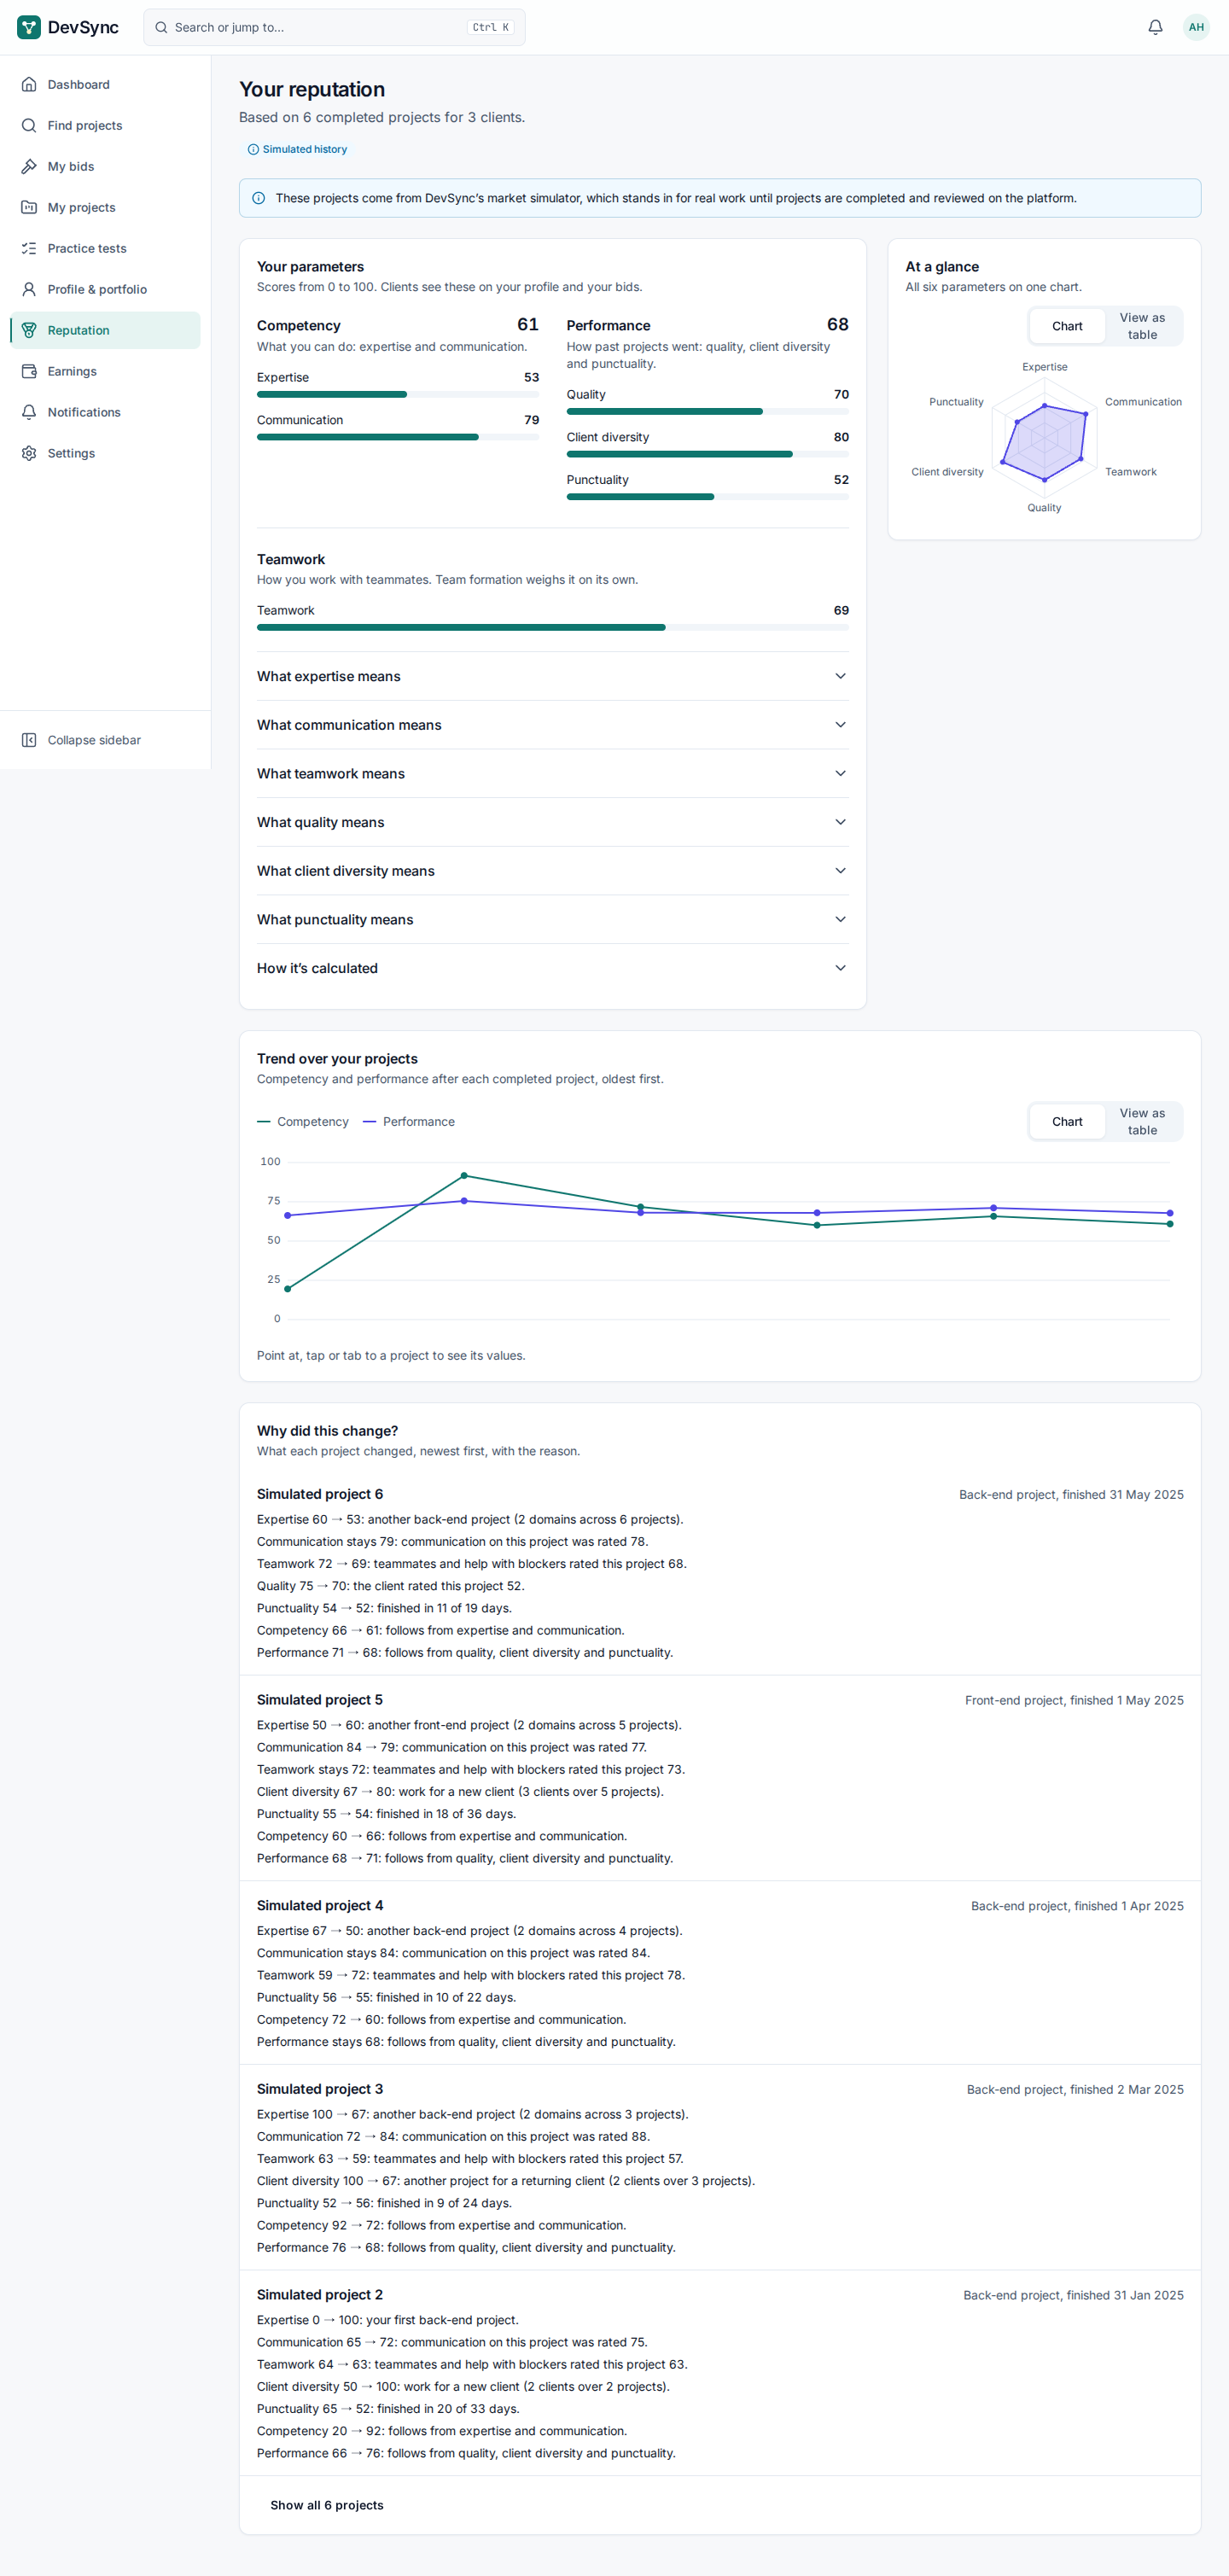 DevSync
Search or jump to...
Ctrl K
AH
Dashboard
Find projects
My bids
My projects
Practice tests
Profile & portfolio
Reputation
Earnings
Notifications
Settings
Collapse sidebar
Your reputation
Based on 6 completed projects for 3 clients.
Simulated history
These projects come from DevSync’s market simulator, which stands in for real work until projects are completed and reviewed on the platform.
Your parameters
Scores from 0 to 100. Clients see these on your profile and your bids.
Competency 61
What you can do: expertise and communication.
Expertise 53
Communication 79
Performance 68
How past projects went: quality, client diversity
and punctuality.
Quality 70
Client diversity 80
Punctuality 52
Teamwork
How you work with teammates. Team formation weighs it on its own.
Teamwork 69
What expertise means
What communication means
What teamwork means
What quality means
What client diversity means
What punctuality means
How it’s calculated
At a glance
All six parameters on one chart.
Chart
View as
table
Expertise
Punctuality
Communication
Client diversity
Teamwork
Quality
Trend over your projects
Competency and performance after each completed project, oldest first.
Competency
Performance
Chart
View as
table
100
75
50
25
0
Point at, tap or tab to a project to see its values.
Why did this change?
What each project changed, newest first, with the reason.
Simulated project 6
Back-end project, finished 31 May 2025
Expertise 60 → 53: another back-end project (2 domains across 6 projects).
Communication stays 79: communication on this project was rated 78.
Teamwork 72 → 69: teammates and help with blockers rated this project 68.
Quality 75 → 70: the client rated this project 52.
Punctuality 54 → 52: finished in 11 of 19 days.
Competency 66 → 61: follows from expertise and communication.
Performance 71 → 68: follows from quality, client diversity and punctuality.
Simulated project 5
Front-end project, finished 1 May 2025
Expertise 50 → 60: another front-end project (2 domains across 5 projects).
Communication 84 → 79: communication on this project was rated 77.
Teamwork stays 72: teammates and help with blockers rated this project 73.
Client diversity 67 → 80: work for a new client (3 clients over 5 projects).
Punctuality 55 → 54: finished in 18 of 36 days.
Competency 60 → 66: follows from expertise and communication.
Performance 68 → 71: follows from quality, client diversity and punctuality.
Simulated project 4
Back-end project, finished 1 Apr 2025
Expertise 67 → 50: another back-end project (2 domains across 4 projects).
Communication stays 84: communication on this project was rated 84.
Teamwork 59 → 72: teammates and help with blockers rated this project 78.
Punctuality 56 → 55: finished in 10 of 22 days.
Competency 72 → 60: follows from expertise and communication.
Performance stays 68: follows from quality, client diversity and punctuality.
Simulated project 3
Back-end project, finished 2 Mar 2025
Expertise 100 → 67: another back-end project (2 domains across 3 projects).
Communication 72 → 84: communication on this project was rated 88.
Teamwork 63 → 59: teammates and help with blockers rated this project 57.
Client diversity 100 → 67: another project for a returning client (2 clients over 3 projects).
Punctuality 52 → 56: finished in 9 of 24 days.
Competency 92 → 72: follows from expertise and communication.
Performance 76 → 68: follows from quality, client diversity and punctuality.
Simulated project 2
Back-end project, finished 31 Jan 2025
Expertise 0 → 100: your first back-end project.
Communication 65 → 72: communication on this project was rated 75.
Teamwork 64 → 63: teammates and help with blockers rated this project 63.
Client diversity 50 → 100: work for a new client (2 clients over 2 projects).
Punctuality 65 → 52: finished in 20 of 33 days.
Competency 20 → 92: follows from expertise and communication.
Performance 66 → 76: follows from quality, client diversity and punctuality.
Show all 6 projects